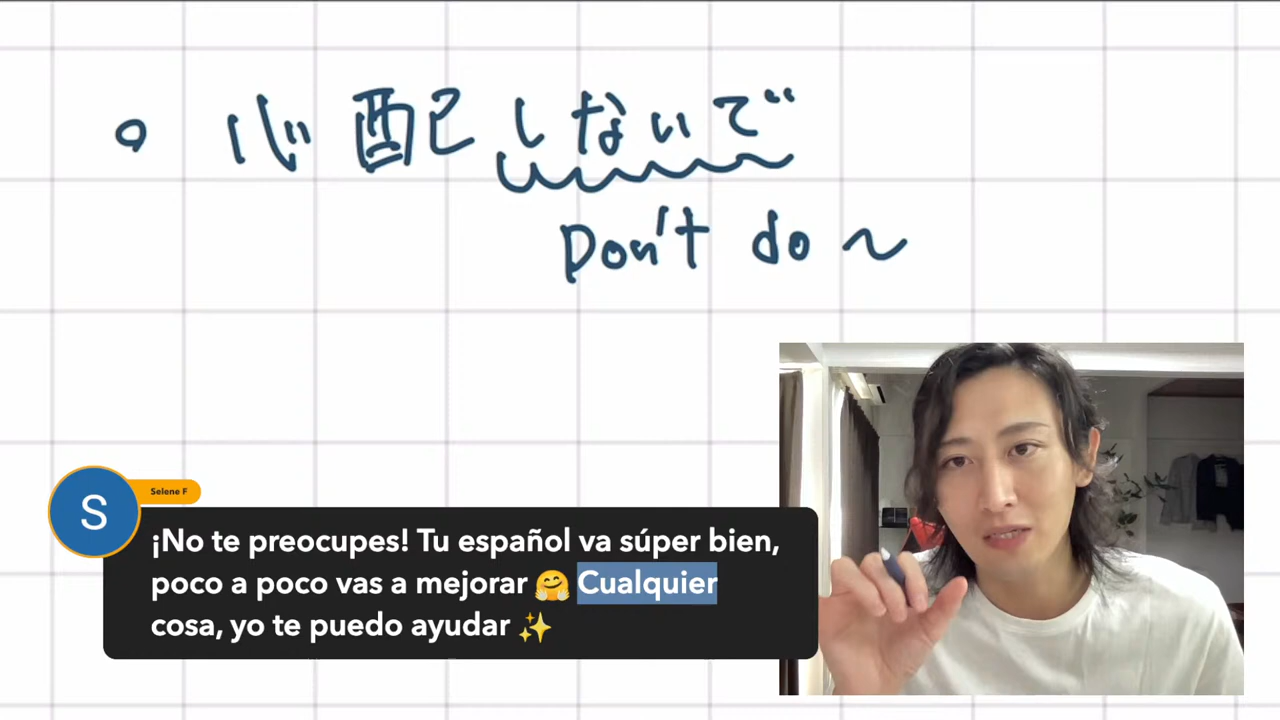 。心配しないで
Don't do ～
S
Selene F
¡No te preocupes! Tu español va súper bien,
poco a poco vas a mejorar 🤗 Cualquier
cosa, yo te puedo ayudar ✨